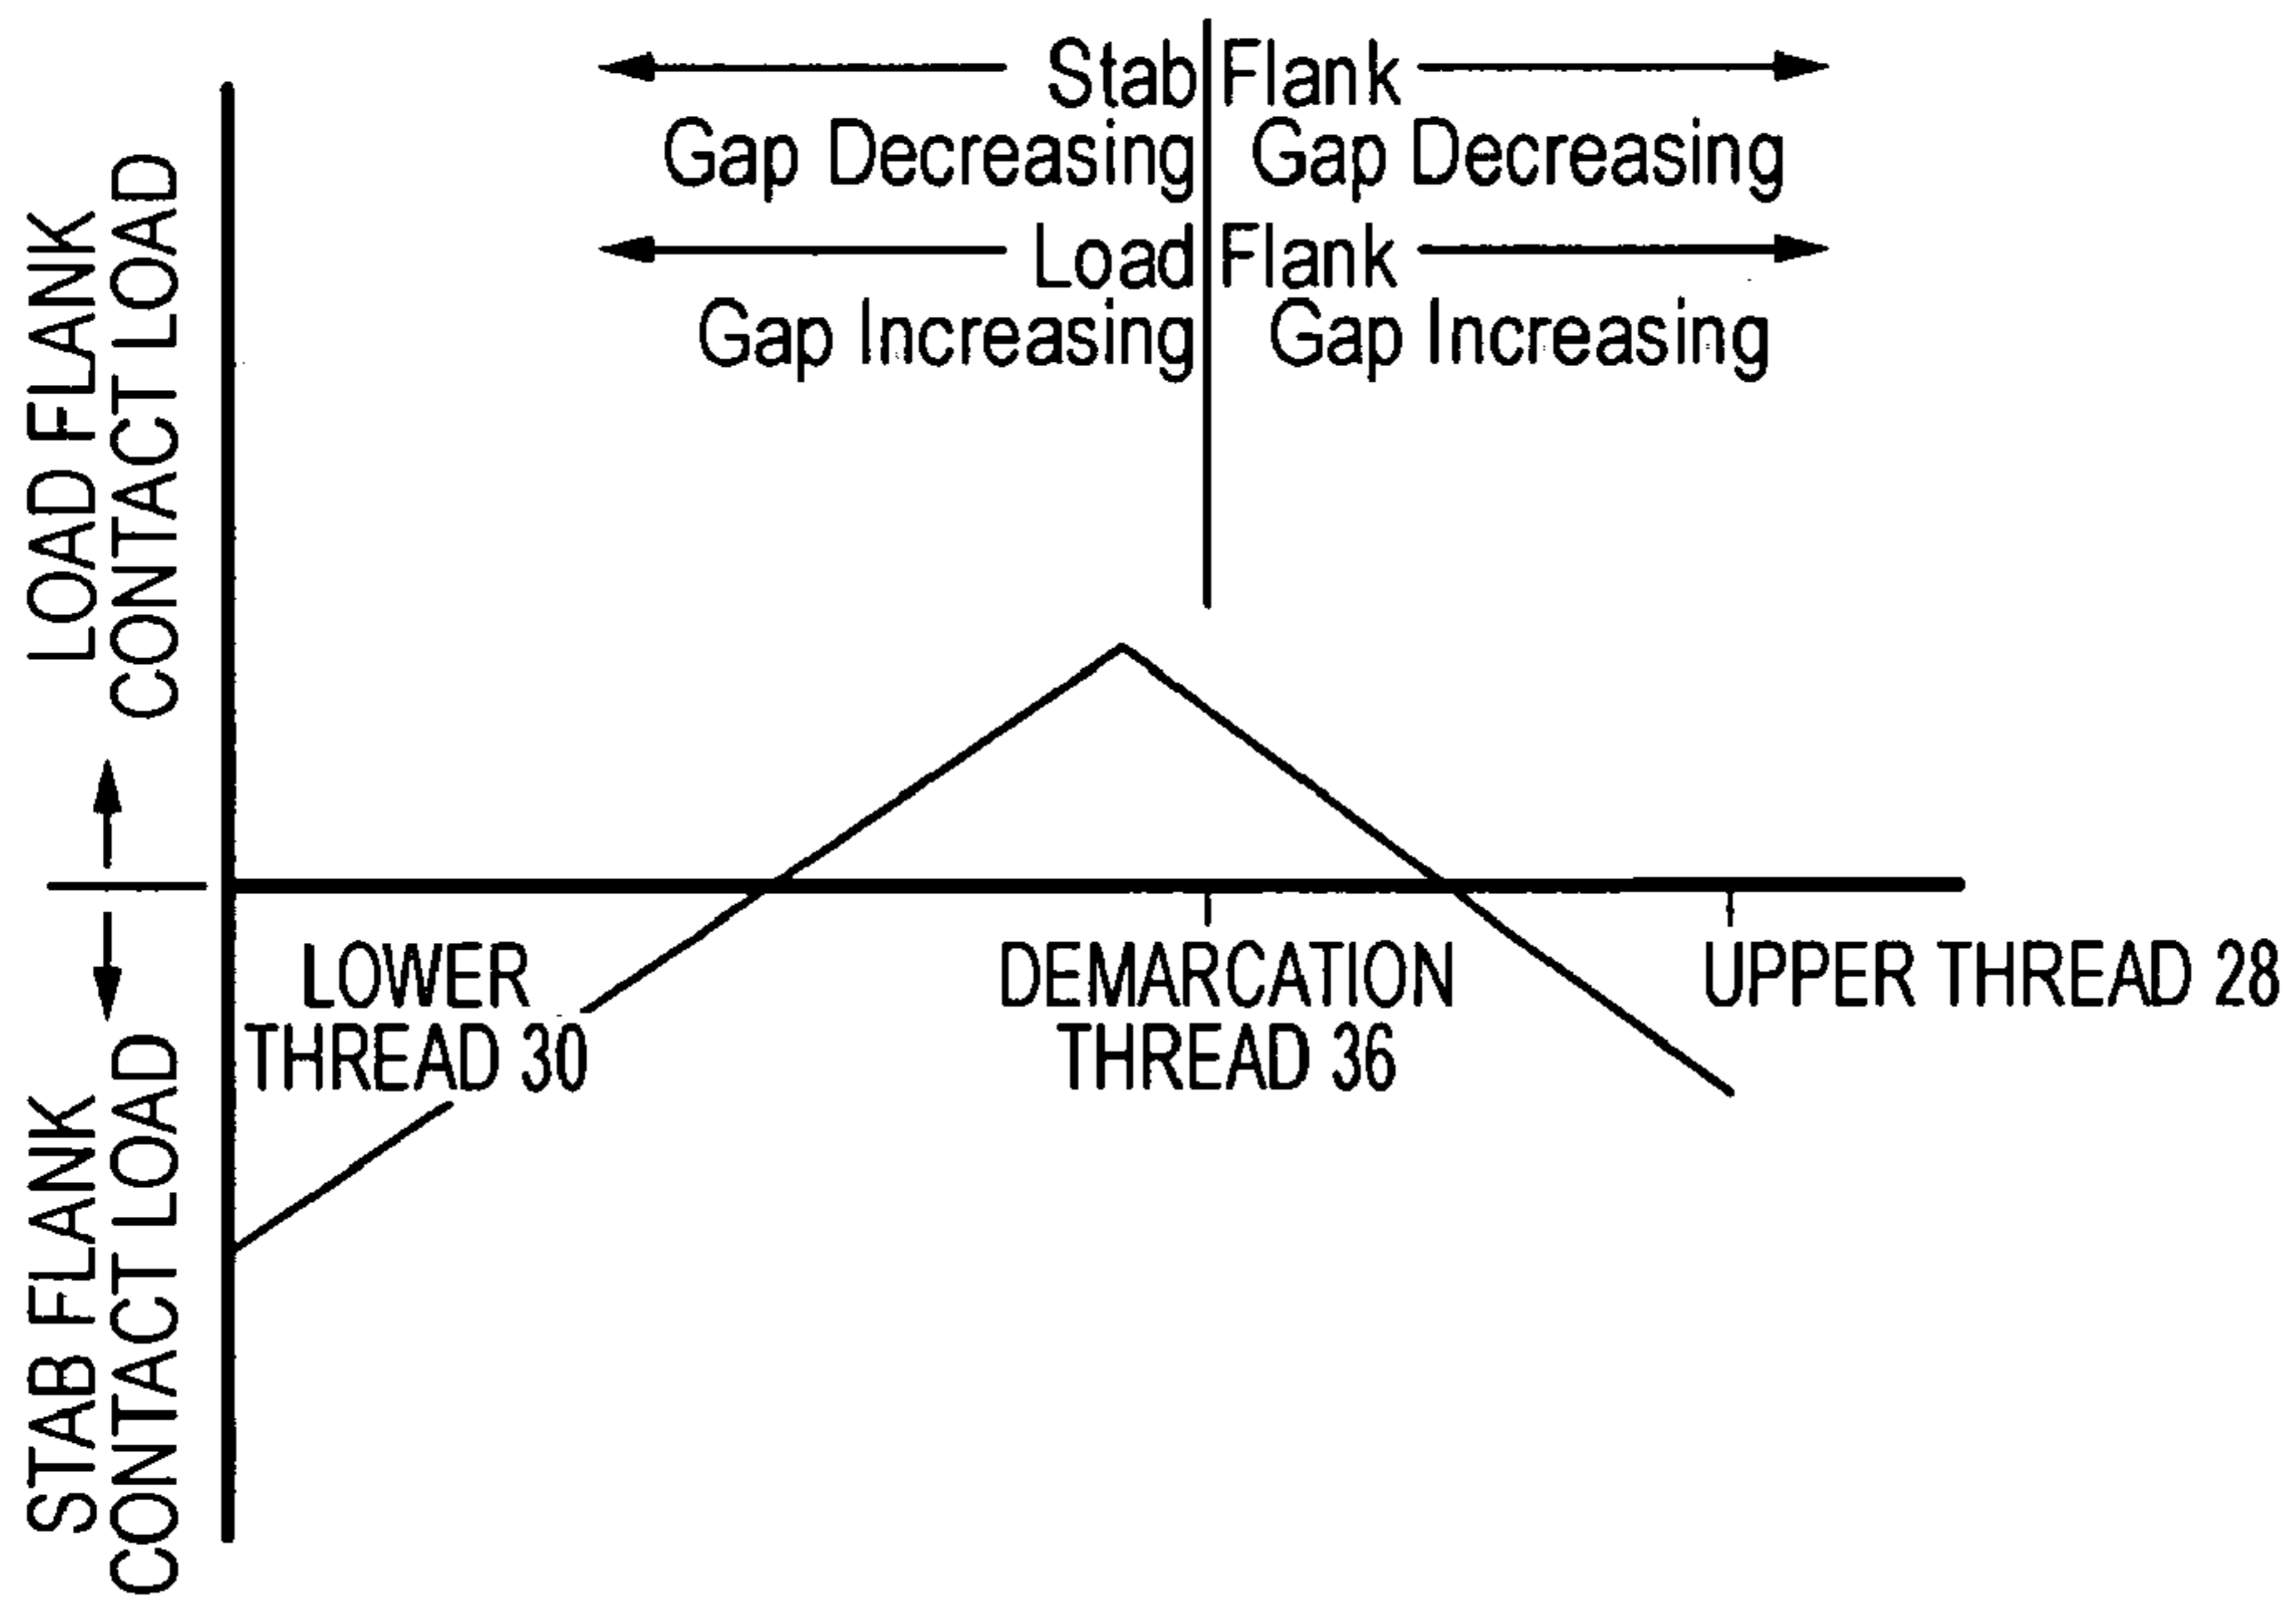 Stab Flank
Gap Decreasing Gap Decreasing
Load Flank
Gap Increasing Gap Increasing
LOAD FLANK
CONTACT LOAD
STAB FLANK
CONTACT LOAD
LOWER
THREAD 30
DEMARCATION
THREAD 36
UPPER THREAD 28